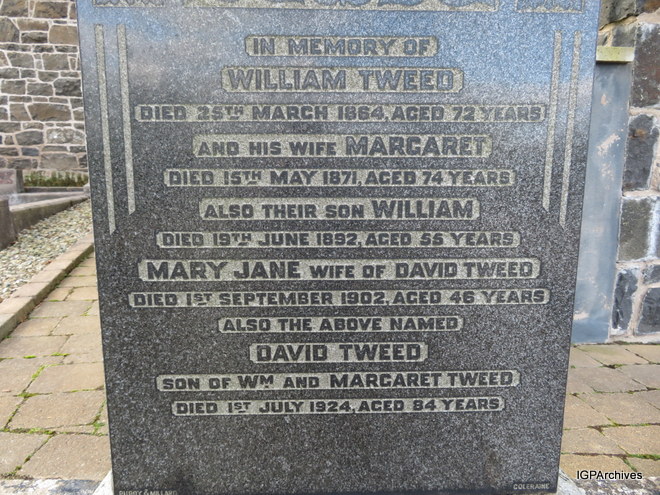 IN MEMORY OF
WILLIAM TWEED
DIED 25TH MARCH 1864, AGED 72 YEARS
AND HIS WIFE MARGARET
DIED 15TH MAY 1871, AGED 74 YEARS
ALSO THEIR SON WILLIAM
DIED 19TH JUNE 1892, AGED 55 YEARS
MARY JANE WIFE OF DAVID TWEED
DIED 1ST SEPTEMBER 1902, AGED 46 YEARS
ALSO THE ABOVE NAMED
DAVID TWEED
SON OF WM AND MARGARET TWEED
DIED 1ST JULY 1924, AGED 84 YEARS
PURDY & MILLARD
COLERAINE
IGPArchives